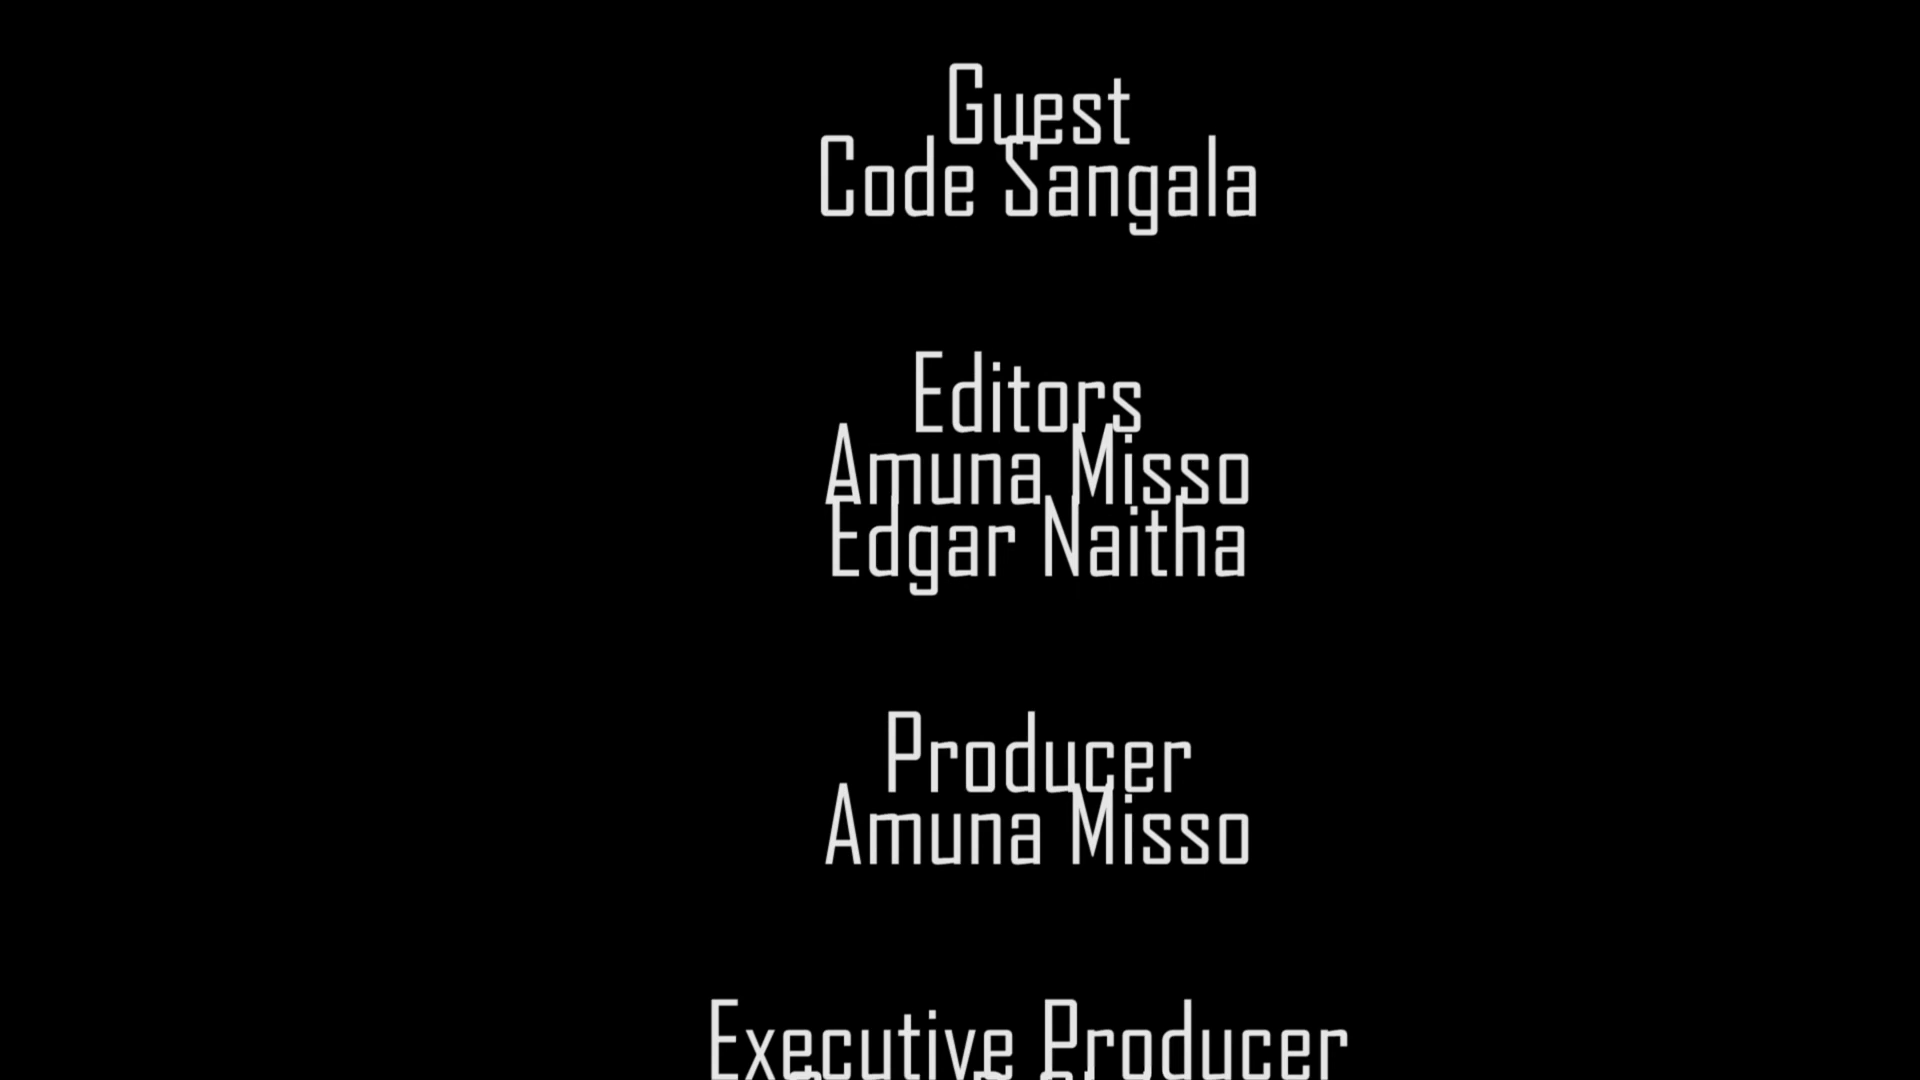 Guest
Code Sangala
Editors
Amuna Misso
Edgar Naitha
Producer
Amuna Misso
Executive Producer